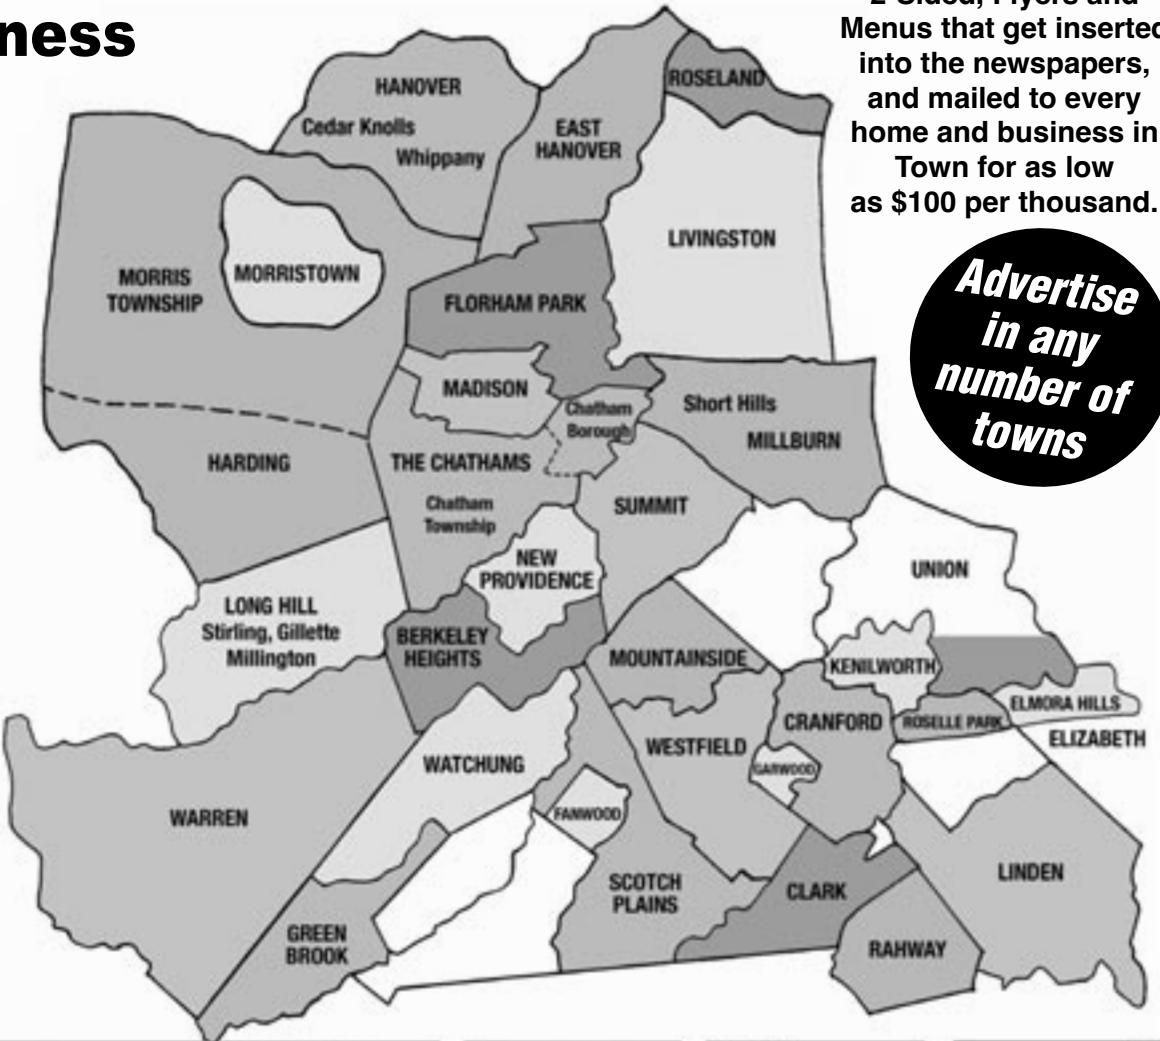 ness
2-Sided, Flyers and
Menus that get inserted
into the newspapers,
and mailed to every
home and business in
Town for as low
as $100 per thousand.
Advertise
in any
number of
towns
HANOVER
Cedar Knolls
Whippany
EAST
HANOVER
ROSELAND
LIVINGSTON
MORRIS
TOWNSHIP
MORRISTOWN
FLORHAM PARK
MADISON
Chatham
Borough
Short Hills
MILLBURN
HARDING
THE CHATHAMS
Chatham
Township
SUMMIT
NEW
PROVIDENCE
UNION
LONG HILL
Stirling, Gillette
Millington
BERKELEY
HEIGHTS
MOUNTAINSIDE
KENILWORTH
ELMORA HILLS
ROSELLE PARK
CRANFORD
ELIZABETH
WESTFIELD
GARWOOD
WATCHUNG
WARREN
FANWOOD
SCOTCH
PLAINS
CLARK
LINDEN
GREEN
BROOK
RAHWAY